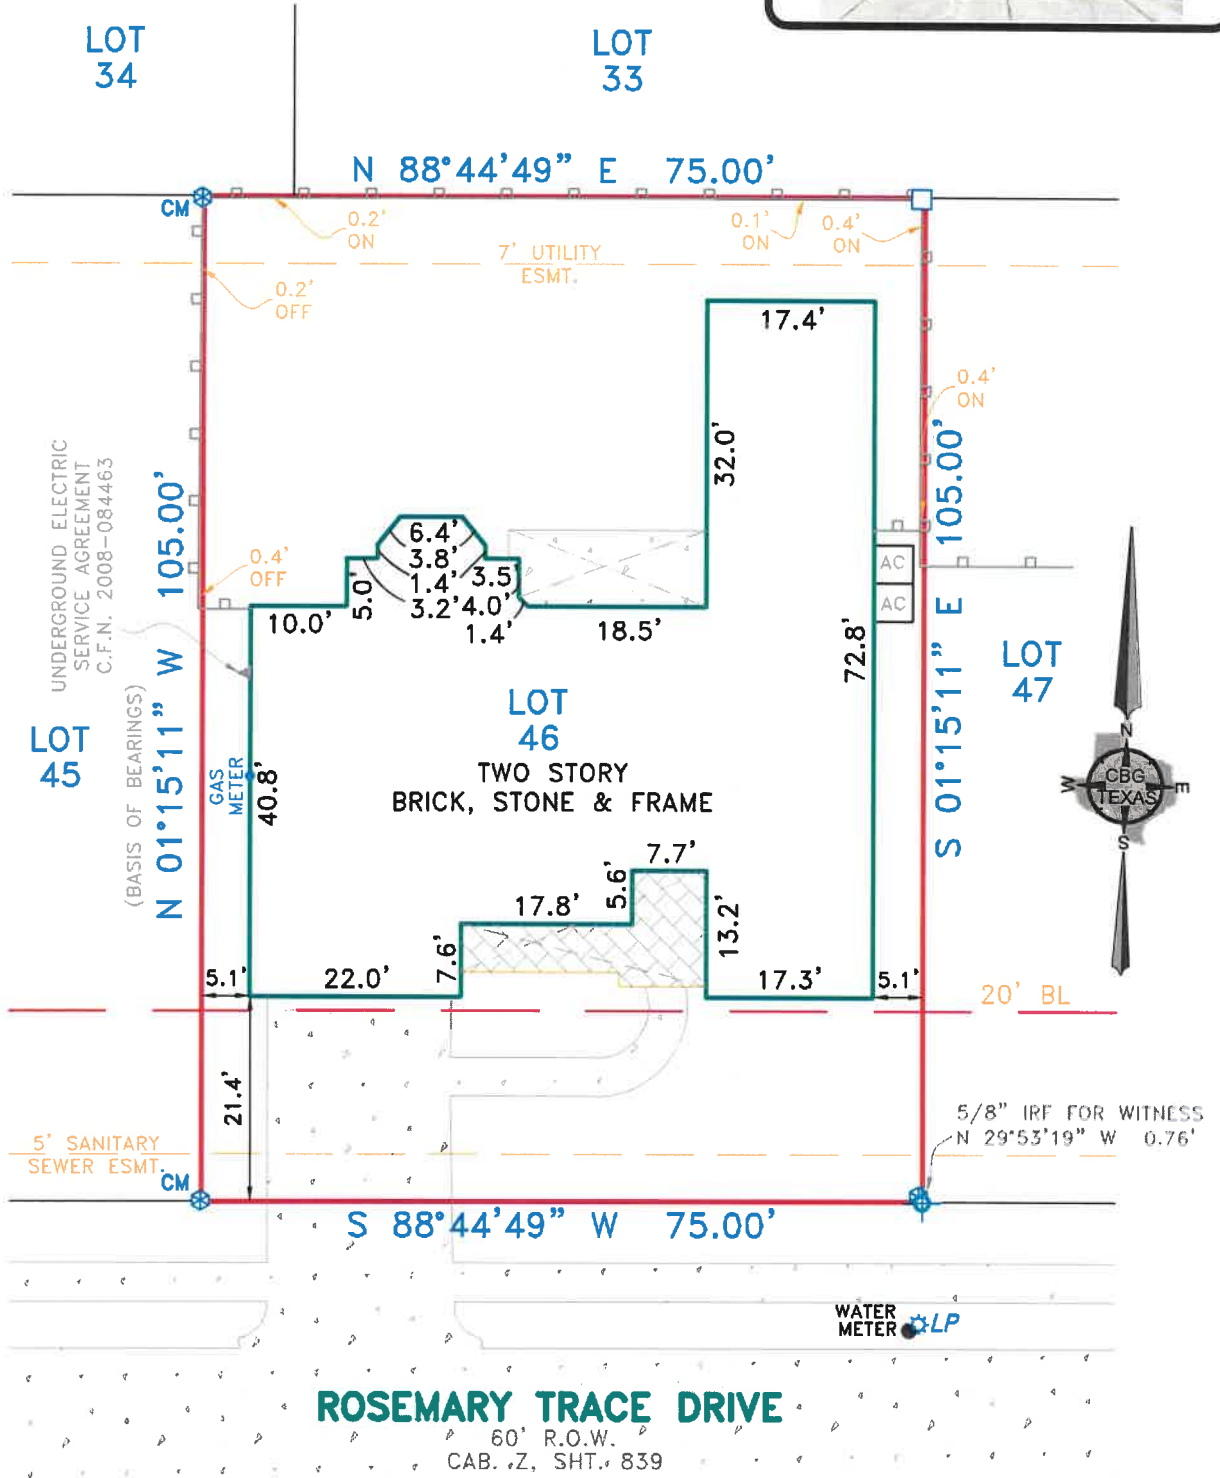 LOT
34
LOT
33
N 88°44'49" E 75.00'
CM
0.2'
ON
0.1'
ON
0.4'
ON
7' UTILITY
ESMT.
0.2'
OFF
17.4'
0.4'
ON
32.0'
UNDERGROUND ELECTRIC
SERVICE AGREEMENT
C.F.N. 2008-084463
N 01°15'11" W 105.00'
(BASIS OF BEARINGS)
S 01°15'11" E 105.00'
0.4'
OFF
6.4'
3.8'
1.4'
3.2'
3.5'
4.0'
1.4'
5.0'
10.0'
18.5'
AC
AC
72.8'
LOT
47
LOT
46
TWO STORY
BRICK, STONE & FRAME
LOT
45
GAS
METER
40.8'
N
W
CBG
TEXAS
E
S
7.7'
5.6'
17.8'
13.2'
7.6'
5.1'
22.0'
17.3'
5.1'
20' BL
21.4'
5/8" IRF FOR WITNESS
N 29°53'19" W 0.76'
5' SANITARY
SEWER ESMT.
CM
S 88°44'49" W 75.00'
WATER
METER
LP
ROSEMARY TRACE DRIVE
60' R.O.W.
CAB. Z, SHT. 839